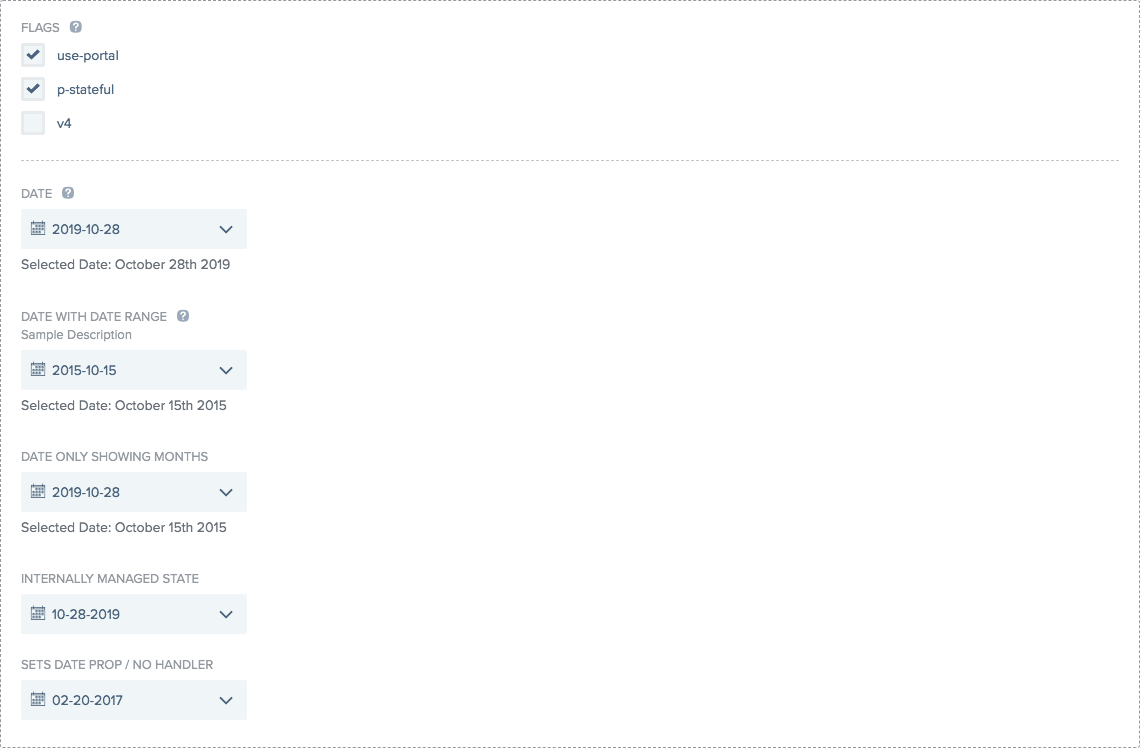 FLAGS ?
use-portal
p-stateful
v4
DATE ?
2019-10-28
Selected Date: October 28th 2019
DATE WITH DATE RANGE ?
Sample Description
2015-10-15
Selected Date: October 15th 2015
DATE ONLY SHOWING MONTHS
2019-10-28
Selected Date: October 15th 2015
INTERNALLY MANAGED STATE
10-28-2019
SETS DATE PROP / NO HANDLER
02-20-2017